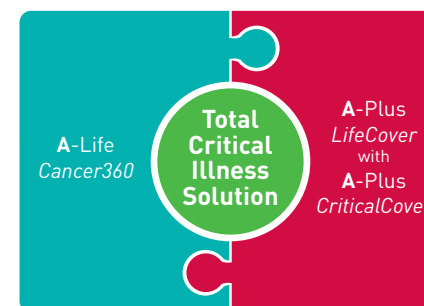 A-Life
Cancer360
Total
Critical
Illness
Solution
A-Plus
LifeCover
with
A-Plus
CriticalCove